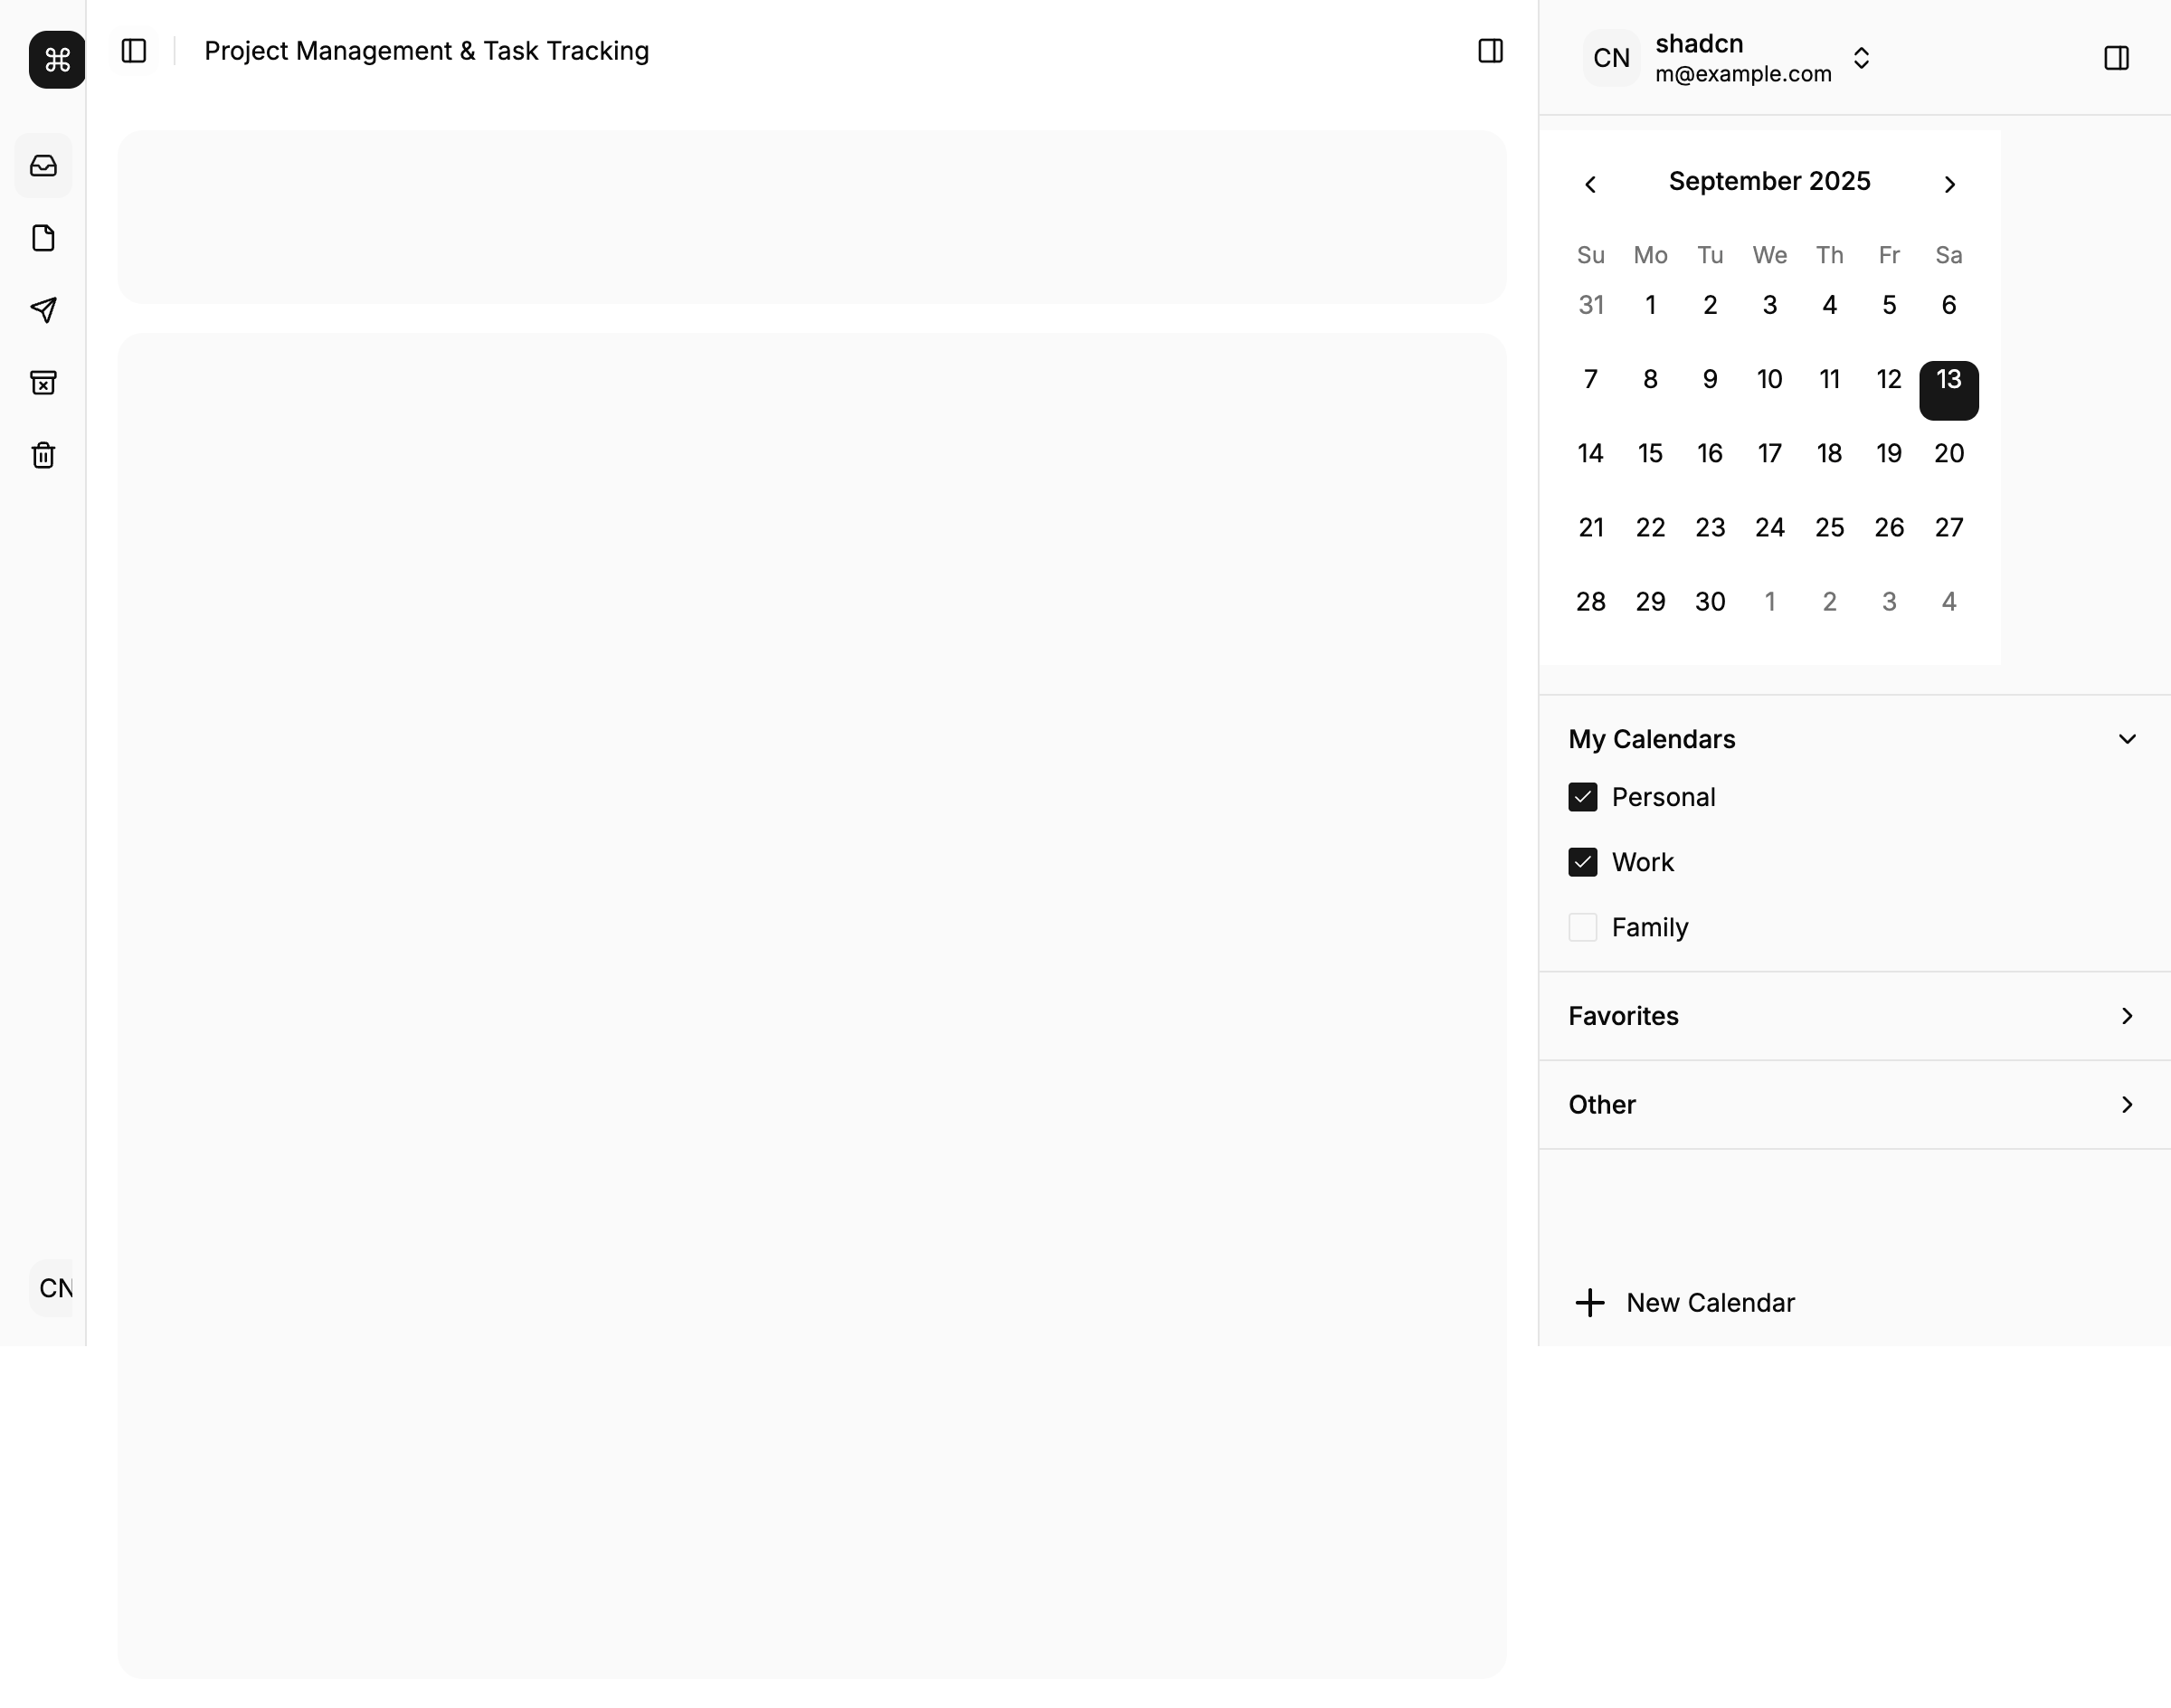 Project Management & Task Tracking
CN
CN
shadcn
m@example.com
September 2025
Su Mo Tu We Th Fr Sa
31 1 2 3 4 5 6
7 8 9 10 11 12 13
14 15 16 17 18 19 20
21 22 23 24 25 26 27
28 29 30 1 2 3 4
My Calendars
Personal
Work
Family
Favorites
Other
New Calendar